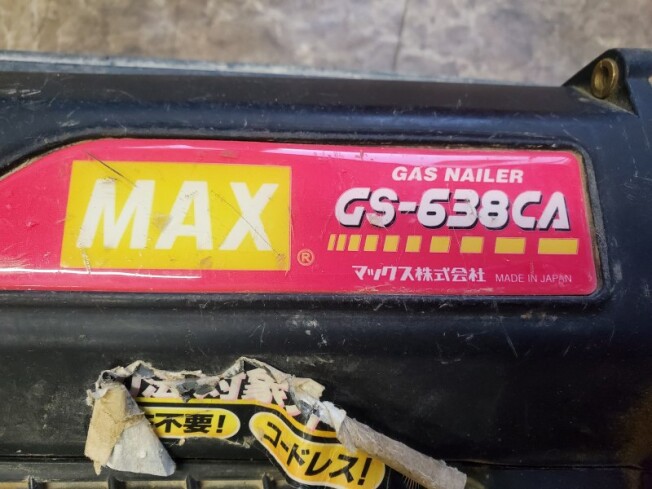 MAX®
GAS NAILER
GS-638CA
マックス株式会社 MADE IN JAPAN
不要!
コードレス!